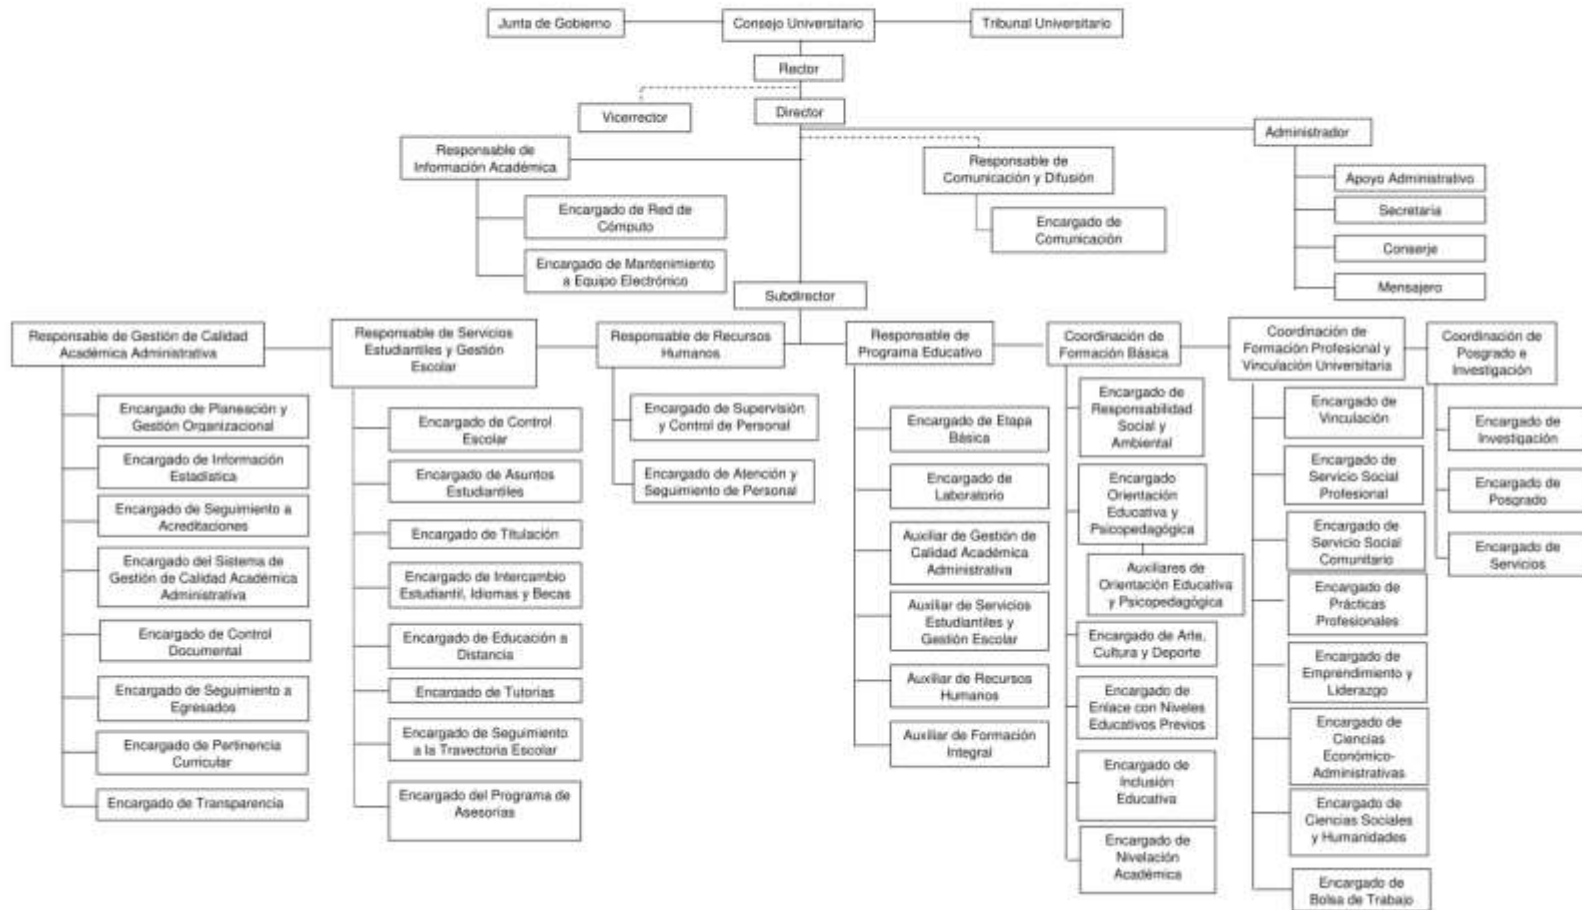 Junta de Gobierno
Consejo Universitario
Tribunal Universitario
Rector
Vicerrector
Director
Administrador
Responsable de
Información Académica
Responsable de
Comunicación y Difusión
Apoyo Administrativo
Encargado de Red de
Cómputo
Encargado de
Comunicación
Secretaria
Conserje
Encargado de Mantenimiento
a Equipo Electrónico
Mensajero
Subdirector
Responsable de Gestión de Calidad
Académica Administrativa
Responsable de Servicios
Estudiantiles y Gestión
Escolar
Responsable de Recursos
Humanos
Responsable de
Programa Educativo
Coordinación de
Formación Básica
Coordinación de
Formación Profesional y
Vinculación Universitaria
Coordinación de
Posgrado e
Investigación
Encargado de Planeación y
Gestión Organizacional
Encargado de Información
Estadística
Encargado de Seguimiento a
Acreditaciones
Encargado del Sistema de
Gestión de Calidad Académica
Administrativa
Encargado de Control
Documental
Encargado de Seguimiento a
Egresados
Encargado de Pertinencia
Curricular
Encargado de Transparencia
Encargado de Control
Escolar
Encargado de Asuntos
Estudiantiles
Encargado de Titulación
Encargado de Intercambio
Estudiantil, Idiomas y Becas
Encargado de Educación a
Distancia
Encargado de Tutorías
Encargado de Seguimiento
a la Trayectoria Escolar
Encargado del Programa de
Asesorías
Encargado de Supervisión
y Control de Personal
Encargado de Atención y
Seguimiento de Personal
Encargado de Etapa
Básica
Encargado de
Laboratorio
Auxiliar de Gestión de
Calidad Académica
Administrativa
Auxiliar de Servicios
Estudiantiles y
Gestión Escolar
Auxiliar de Recursos
Humanos
Auxiliar de Formación
Integral
Encargado de
Responsabilidad
Social y
Ambiental
Encargado
Orientación
Educativa y
Psicopedagógica
Auxiliares de
Orientación Educativa
y Psicopedagógica
Encargado de Arte,
Cultura y Deporte
Encargado de
Enlace con Niveles
Educativos Previos
Encargado de
Inclusión
Educativa
Encargado de
Nivelación
Académica
Encargado de
Vinculación
Encargado de
Servicio Social
Profesional
Encargado de
Servicio Social
Comunitario
Encargado de
Prácticas
Profesionales
Encargado de
Emprendimiento y
Liderazgo
Encargado de
Ciencias
Económico-
Administrativas
Encargado de
Ciencias Sociales
y Humanidades
Encargado de
Bolsa de Trabajo
Encargado de
Investigación
Encargado de
Posgrado
Encargado de
Servicios